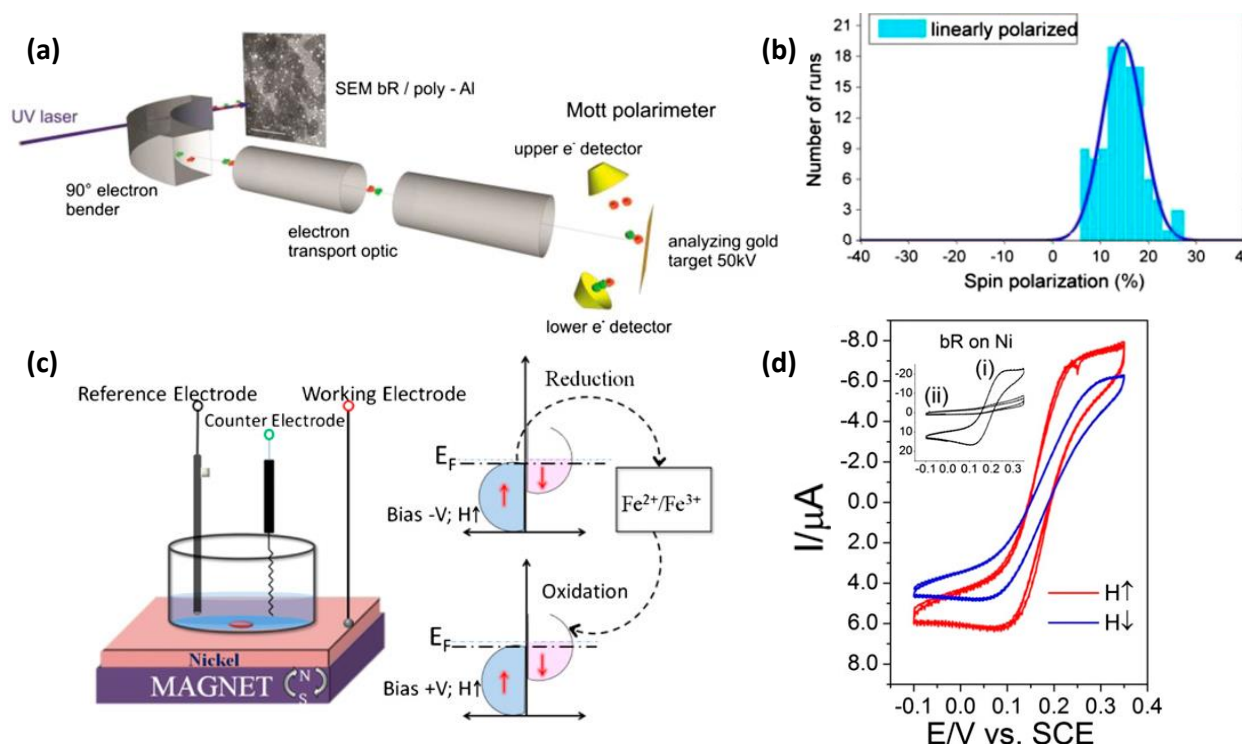 (a)
UV laser
SEM bR / poly - Al
90° electron
bender
electron
transport optic
Mott polarimeter
upper e- detector
analyzing gold
target 50kV
lower e- detector
(b)
linearly polarized
Number of runs
21
18
15
12
9
6
3
0
-40 -30 -20 -10 0 10 20 30
Spin polarization (%)
(c)
Reference Electrode
Counter Electrode
Working Electrode
Nickel
MAGNET
N
S
Reduction
EF
Bias -V; H↑
Fe2+/Fe3+
Oxidation
EF
Bias +V; H↑
(d)
-8.0
-6.0
-4.0
-2.0
0.0
2.0
4.0
6.0
8.0
I/μA
bR on Ni
(i)
(ii)
-20
-10
0
10
20
-0.1 0.0 0.1 0.2 0.3
H↑
H↓
-0.1 0.0 0.1 0.2 0.3 0.4
E/V vs. SCE